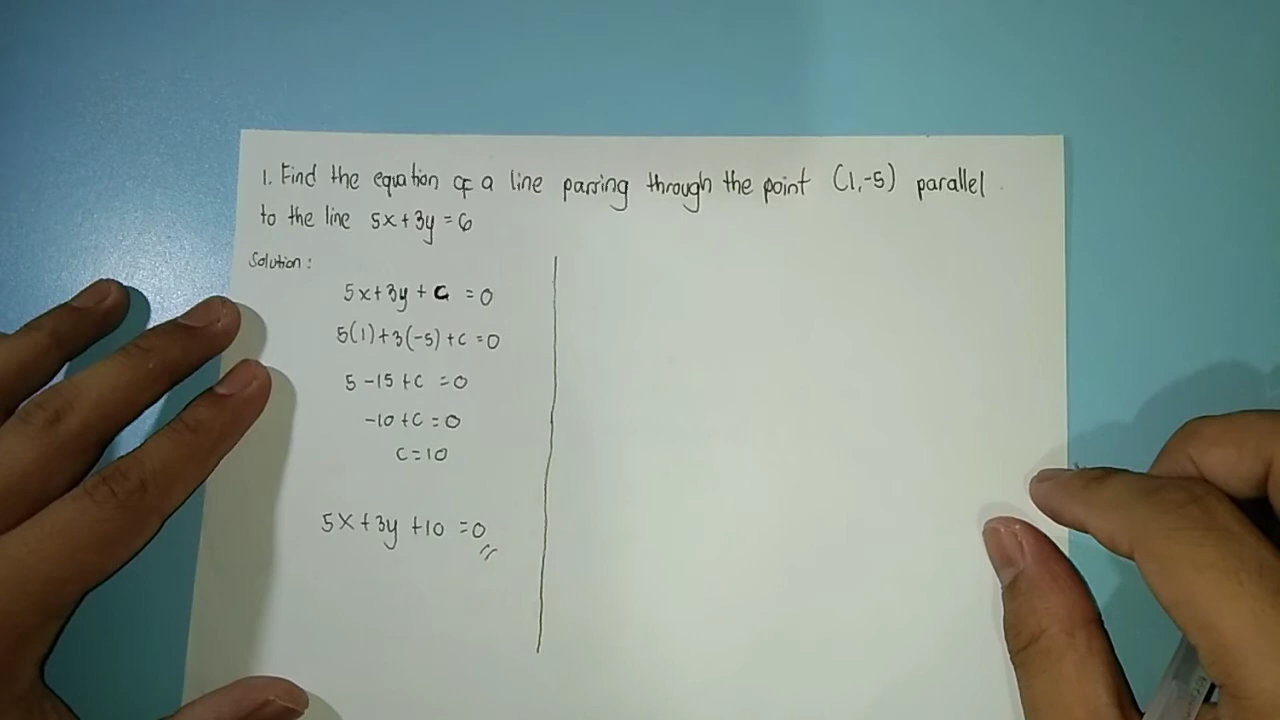 1. Find the equation of a line passing through the point (1,-5) parallel
to the line 5x+3y=6
Solution:
5x+3y+C=0
5(1)+3(-5)+C=0
5-15+C=0
-10+C=0
C=10
5x+3y+10=0